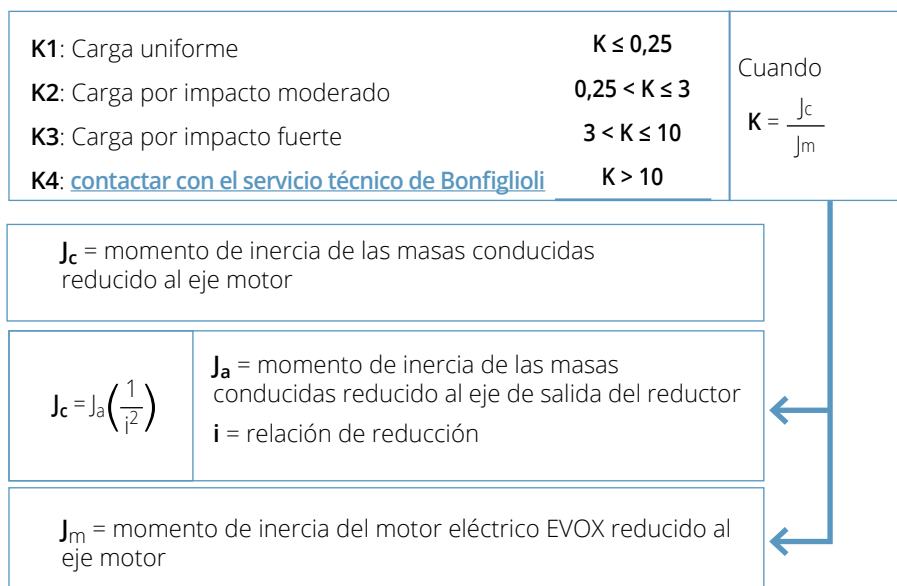 K1: Carga uniforme K ≤ 0,25
K2: Carga por impacto moderado 0,25 < K ≤ 3
K3: Carga por impacto fuerte 3 < K ≤ 10
K4: contactar con el servicio técnico de Bonfiglioli K > 10
Cuando
K = Jc / Jm
Jc = momento de inercia de las masas conducidas
reducido al eje motor
Jc = Ja(1/i²)
Ja = momento de inercia de las masas
conducidas reducido al eje de salida del reductor
i = relación de reducción
Jm = momento de inercia del motor eléctrico EVOX reducido al
eje motor